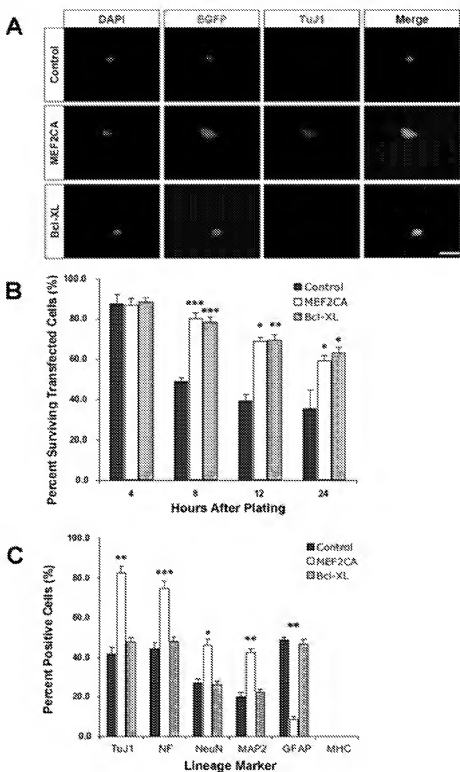 A
DAPI EGFP TuJ1 Merge
Control
MEF2CA
Bcl-XL
B
Percent Surviving Transfected Cells (%)
100.0
80.0
60.0
40.0
20.0
0.0
Control
MEF2CA
Bcl-XL
*** *** * ** * *
4 8 12 24
Hours After Plating
C
Percent Positive Cells (%)
100.0
80.0
60.0
40.0
20.0
0.0
Control
MEF2CA
Bcl-XL
** *** * ** **
TuJ1 NF NeuN MAP2 GFAP MHC
Lineage Marker